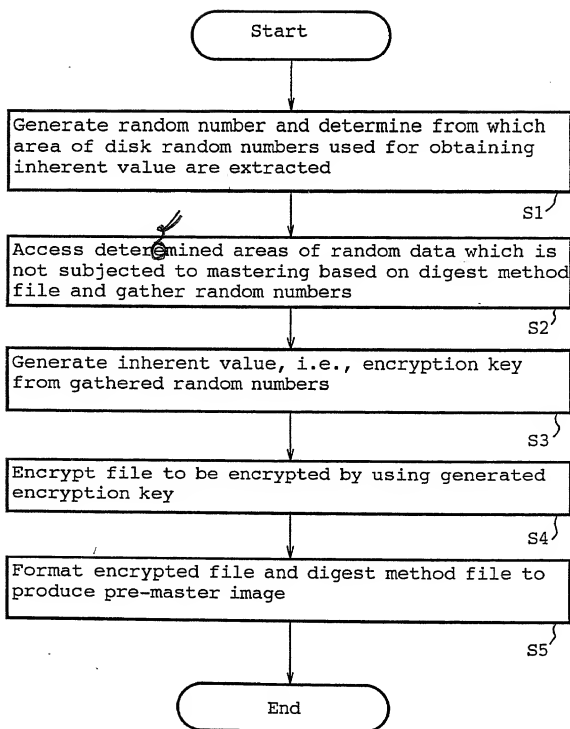 Start
Generate random number and determine from which
area of disk random numbers used for obtaining
inherent value are extracted
S1
Access determined areas of random data which is
not subjected to mastering based on digest method
file and gather random numbers
S2
Generate inherent value, i.e., encryption key
from gathered random numbers
S3
Encrypt file to be encrypted by using generated
encryption key
S4
Format encrypted file and digest method file to
produce pre-master image
S5
End